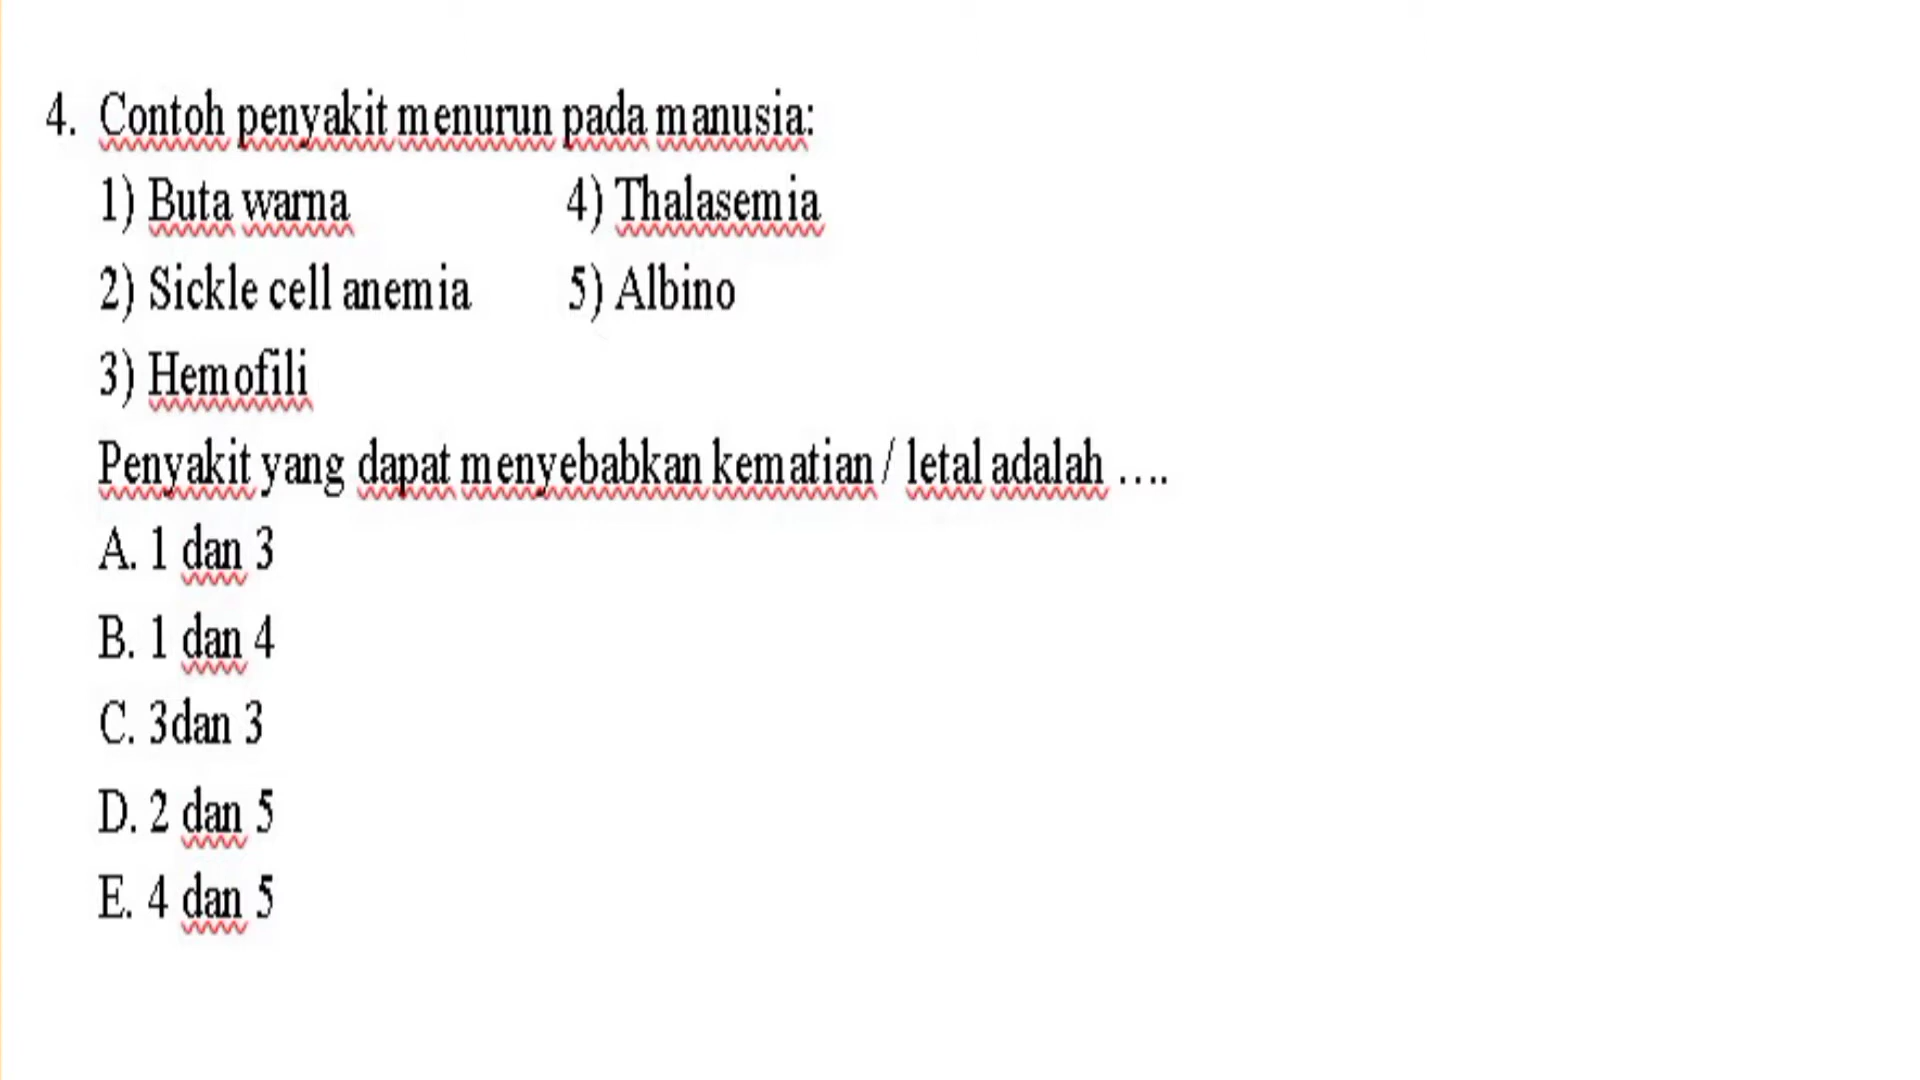 4. Contoh penyakit menurun pada manusia:
1) Buta warna 4) Thalasemia
2) Sickle cell anemia 5) Albino
3) Hemofili
Penyakit yang dapat menyebabkan kematian / letal adalah ....
A. 1 dan 3
B. 1 dan 4
C. 3dan 3
D. 2 dan 5
E. 4 dan 5